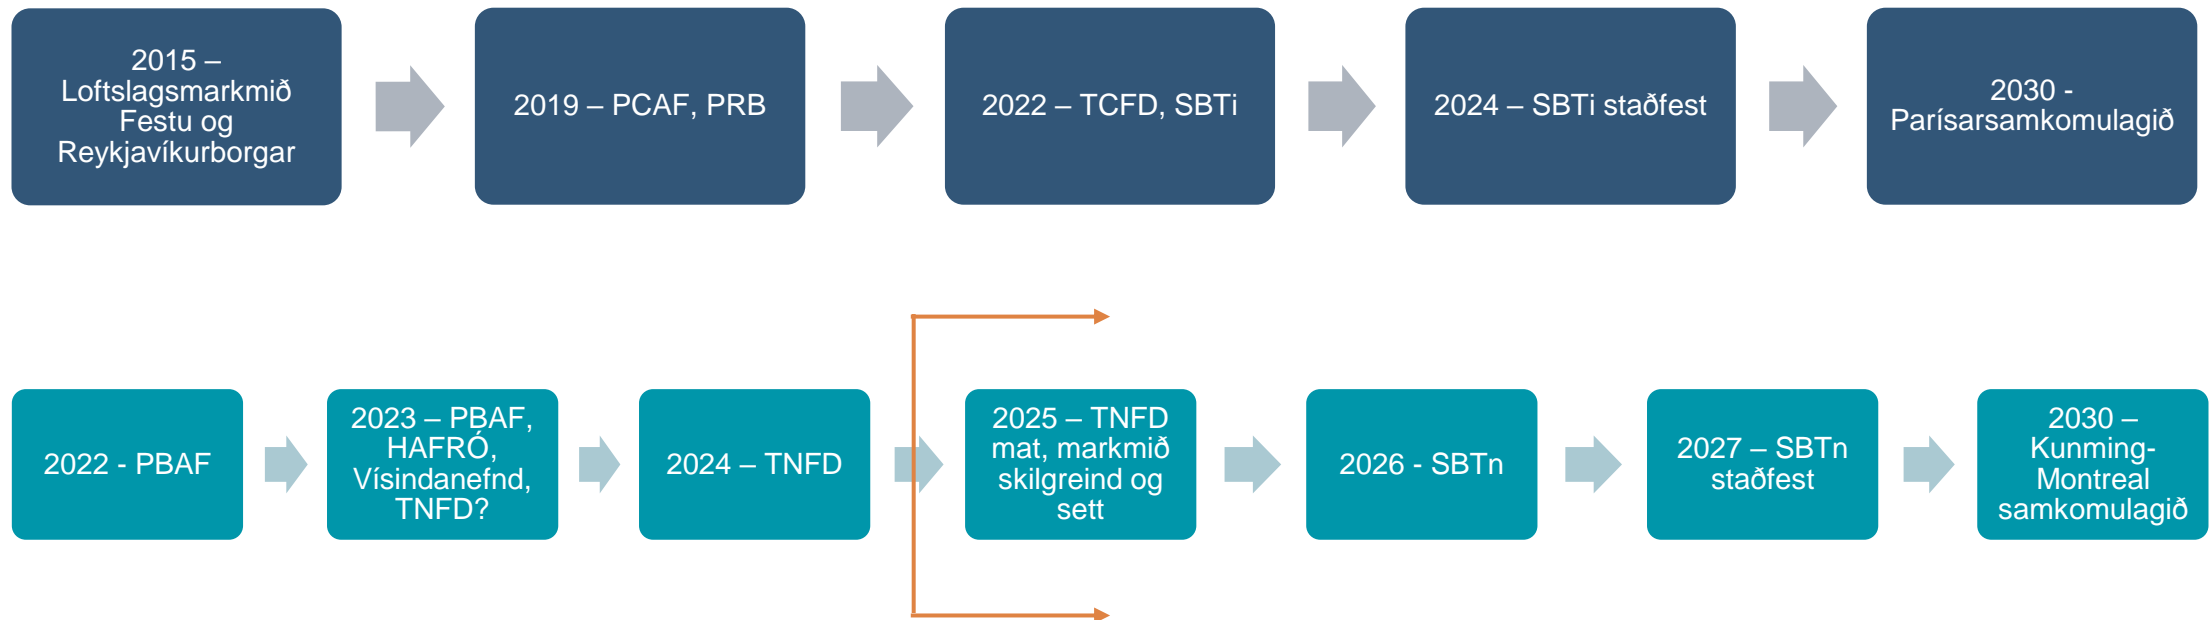 2015 –
Loftslagsmarkmið
Festu og
Reykjavíkurborgar
2019 – PCAF, PRB
2022 – TCFD, SBTi
2024 – SBTi staðfest
2030 -
Parísarsamkomulagið
2022 - PBAF
2023 – PBAF,
HAFRÓ,
Vísindanefnd,
TNFD?
2024 – TNFD
2025 – TNFD
mat, markmið
skilgreind og
sett
2026 - SBTn
2027 – SBTn
staðfest
2030 –
Kunming-
Montreal
samkomulagið